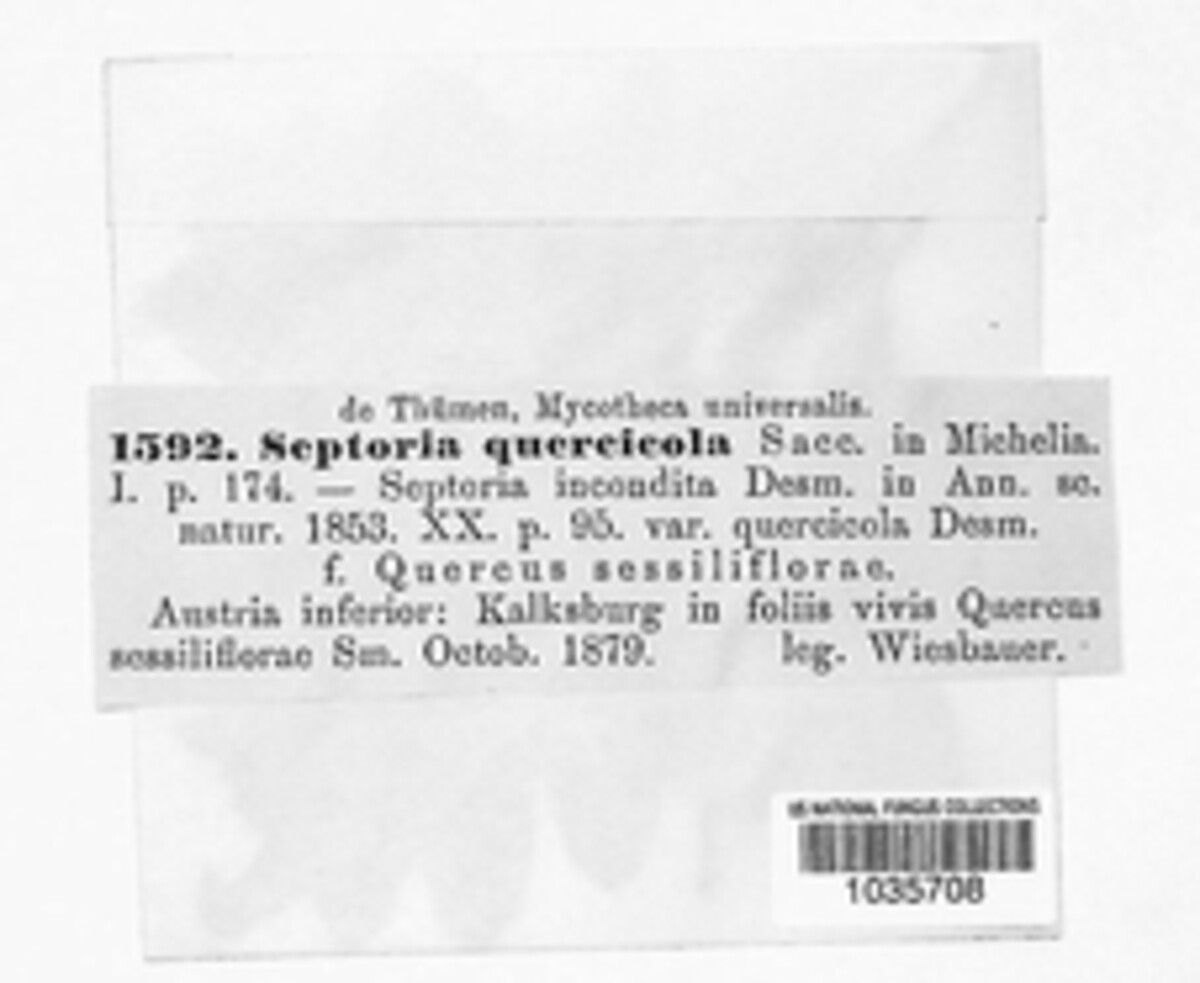 de Thümen, Mycotheca universalis.
1592. Septoria quercicola Sacc. in Michelia.
I. p. 174. — Septoria incondita Desm. in Ann. sc.
natur. 1853. XX. p. 95. var. quercicola Desm.
f. Quercus sessiliflorae.
Austria inferior: Kalksburg in foliis vivis Quercus
sessiliflorae Sm. Octob. 1879. leg. Wiesbauer.
US NATIONAL FUNGUS COLLECTIONS
1035708